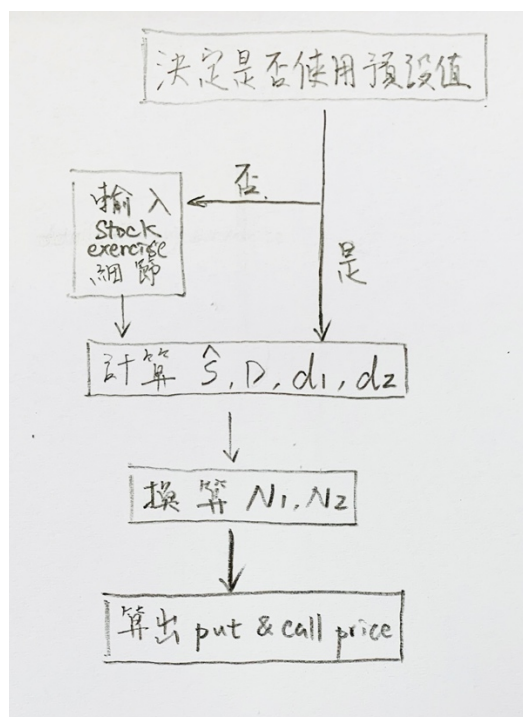 決定是否使用預設值
否
輸入
Stock
exercise
細節
是
計算 Ŝ, D, d1, d2
換算 N1, N2
算出 put & call price